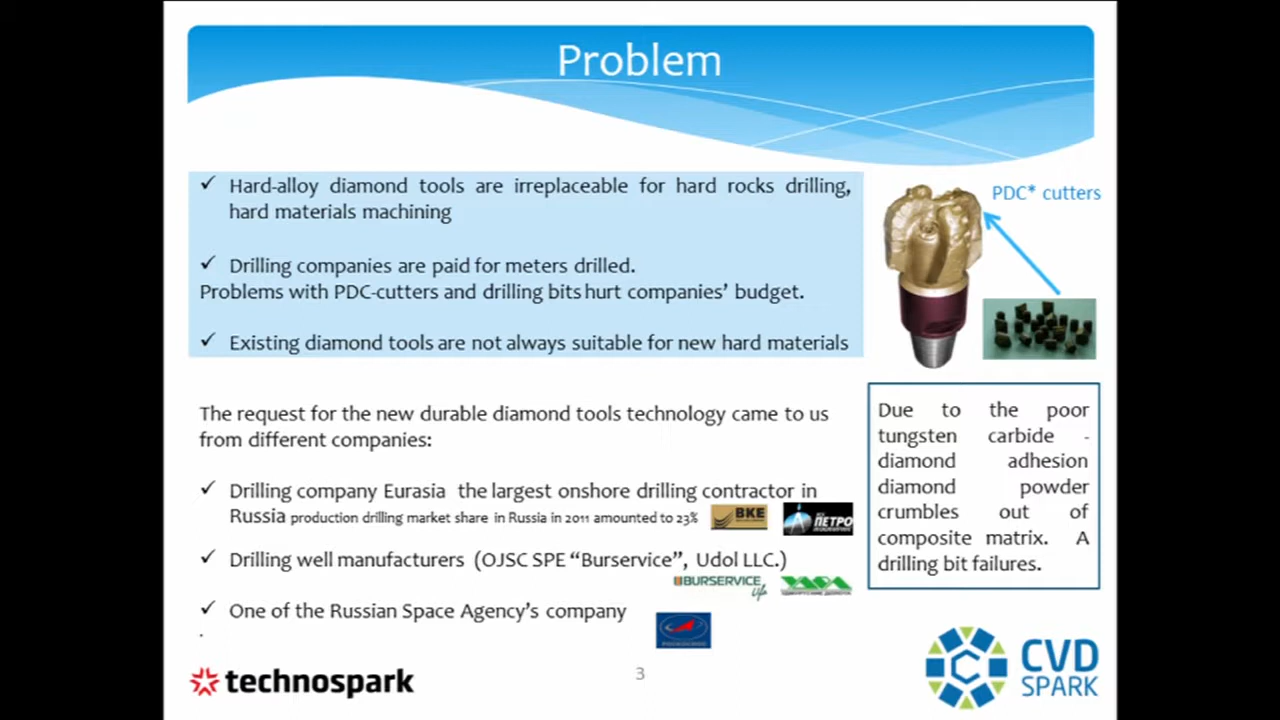 Problem
✓ Hard-alloy diamond tools are irreplaceable for hard rocks drilling,
hard materials machining
✓ Drilling companies are paid for meters drilled.
Problems with PDC-cutters and drilling bits hurt companies’ budget.
✓ Existing diamond tools are not always suitable for new hard materials
PDC* cutters
The request for the new durable diamond tools technology came to us
from different companies:
✓ Drilling company Eurasia the largest onshore drilling contractor in
Russia production drilling market share in Russia in 2011 amounted to 23%
BKE
ПЕТРО
✓ Drilling well manufacturers (OJSC SPE “Burservice”, Udol LLC.)
BURSERVICE
Life
✓ One of the Russian Space Agency’s company
.
Due to the poor
tungsten carbide -
diamond adhesion
diamond powder
crumbles out of
composite matrix. A
drilling bit failures.
technospark
3
C
CVD
SPARK